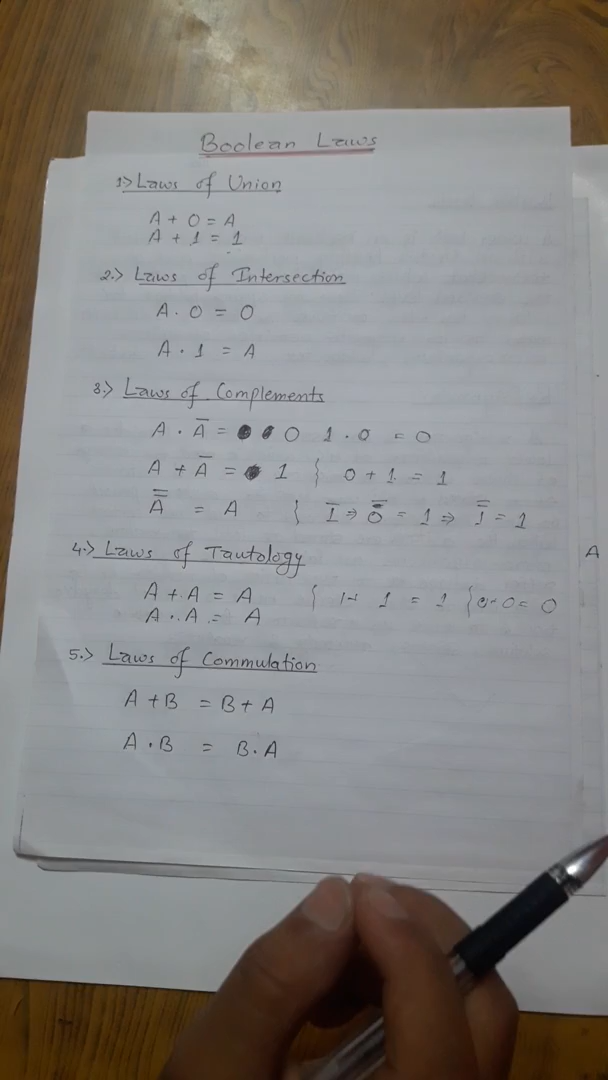 Boolean Laws
1.> Laws of Union
A + 0 = A
A + 1 = 1
2.> Laws of Intersection
A . 0 = 0
A . 1 = A
3.> Laws of Complements
A . A̅ = 0 1 . 0 = 0
A + A̅ = 1 { 0 + 1 = 1
A̿ = A { 1̅ ⇒ 0̅ = 1 ⇒ 1̿ = 1
4.> Laws of Tautology
A + A = A { 1+ 1 = 1 { 0+0 = 0
A . A = A
5.> Laws of Commulation
A + B = B + A
A . B = B . A
A